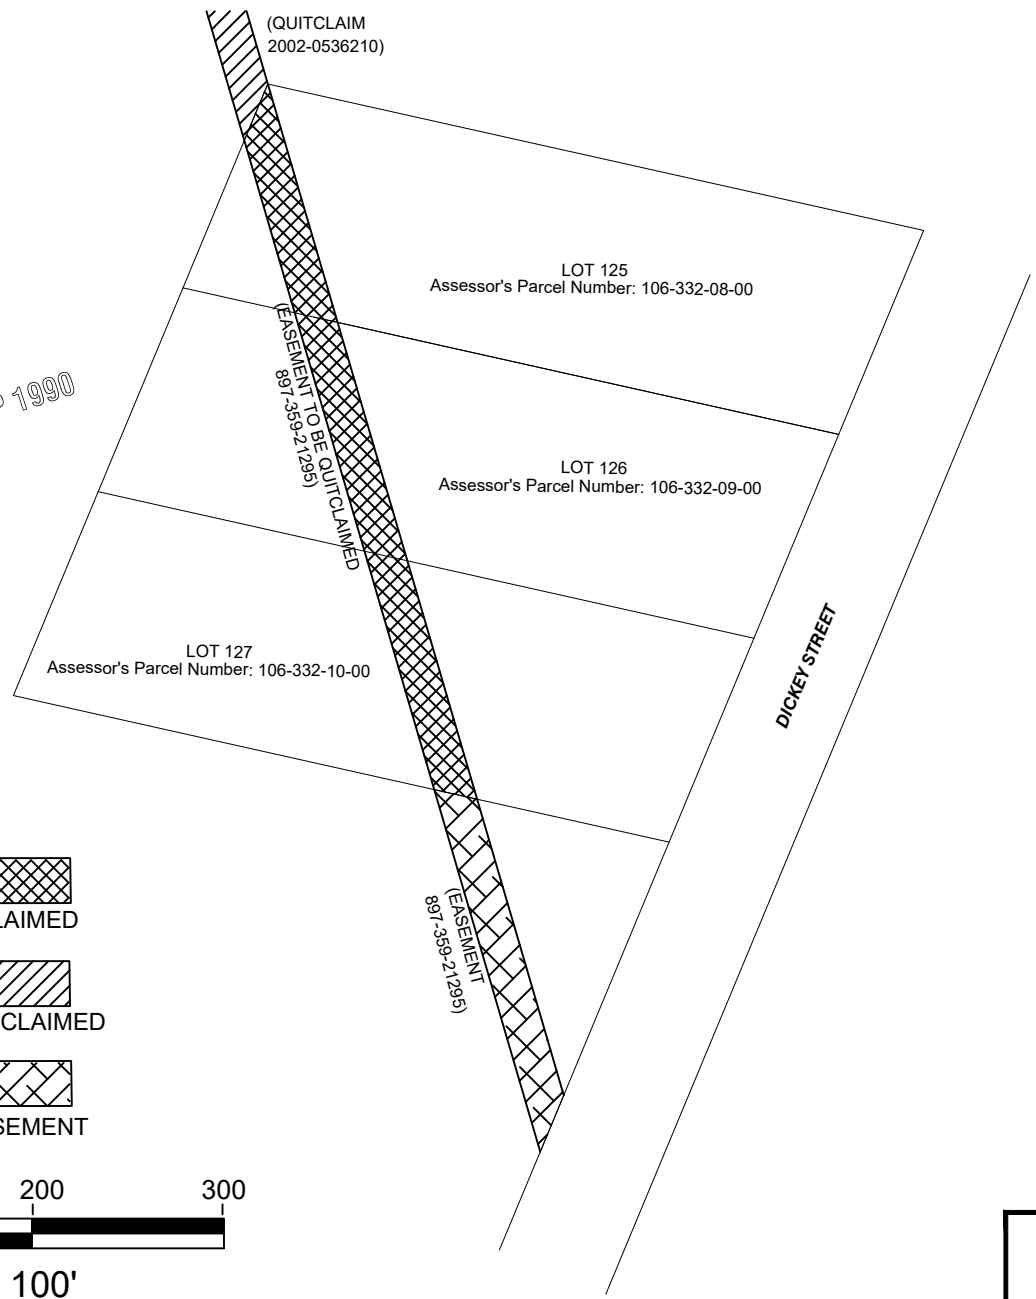 (QUITCLAIM
2002-0536210)
LOT 125
Assessor's Parcel Number: 106-332-08-00
(EASEMENT TO BE QUITCLAIMED
897-359-21295)
1990
LOT 126
Assessor's Parcel Number: 106-332-09-00
LOT 127
Assessor's Parcel Number: 106-332-10-00
DICKEY STREET
(EASEMENT
897-359-21295)
LAIMED
CLAIMED
SEMENT
200 300
100'